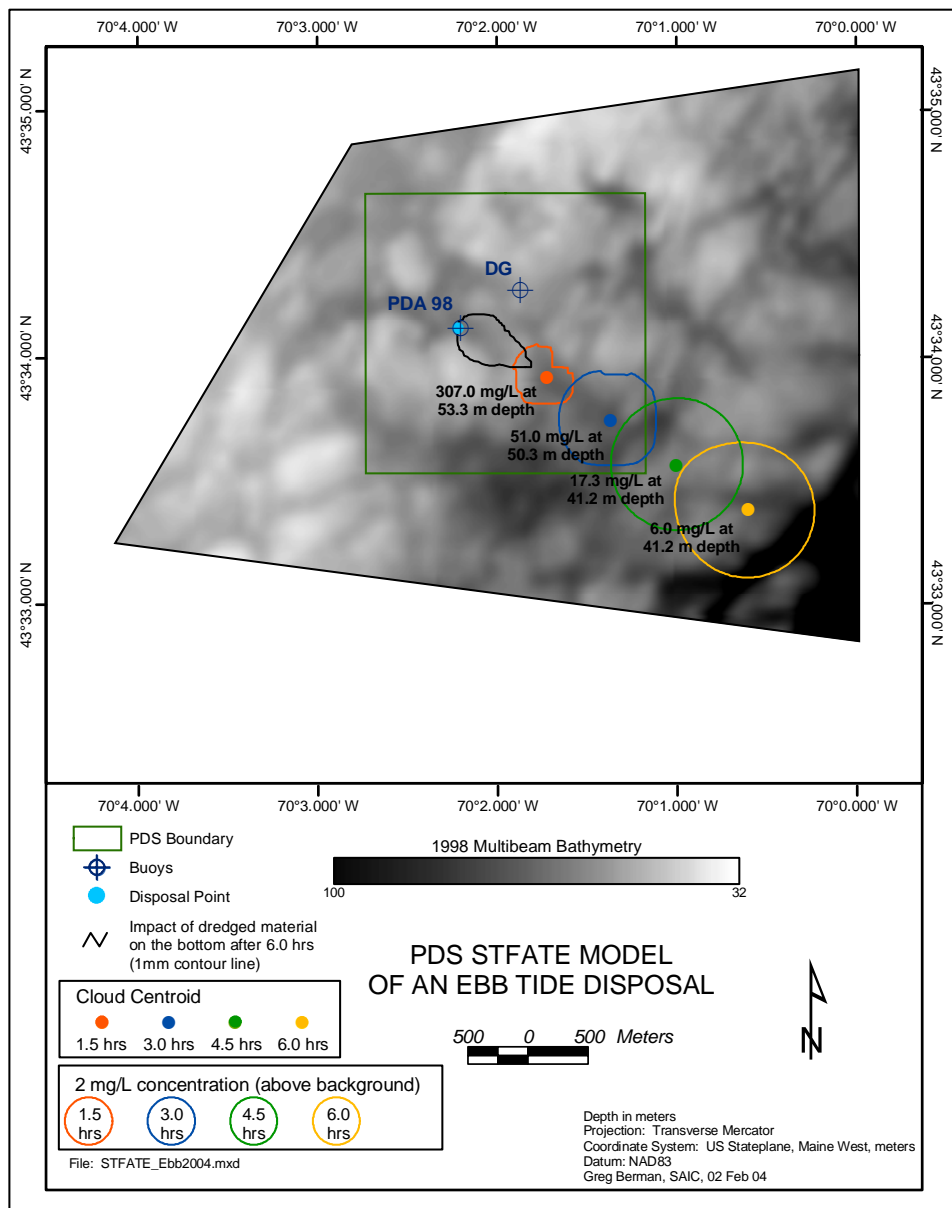 70°4.000' W
70°3.000' W
70°2.000' W
70°1.000' W
70°0.000' W
43°35.000' N
43°35.000' N
DG
PDA 98
43°34.000' N
43°34.000' N
307.0 mg/L at
53.3 m depth
51.0 mg/L at
50.3 m depth
17.3 mg/L at
41.2 m depth
6.0 mg/L at
41.2 m depth
43°33.000' N
43°33.000' N
70°4.000' W
70°3.000' W
70°2.000' W
70°1.000' W
70°0.000' W
PDS Boundary
Buoys
Disposal Point
Impact of dredged material
on the bottom after 6.0 hrs
(1mm contour line)
1998 Multibeam Bathymetry
100
32
PDS STFATE MODEL
OF AN EBB TIDE DISPOSAL
Cloud Centroid
1.5 hrs
3.0 hrs
4.5 hrs
6.0 hrs
500 0 500 Meters
N
2 mg/L concentration (above background)
1.5
hrs
3.0
hrs
4.5
hrs
6.0
hrs
File: STFATE_Ebb2004.mxd
Depth in meters
Projection: Transverse Mercator
Coordinate System: US Stateplane, Maine West, meters
Datum: NAD83
Greg Berman, SAIC, 02 Feb 04